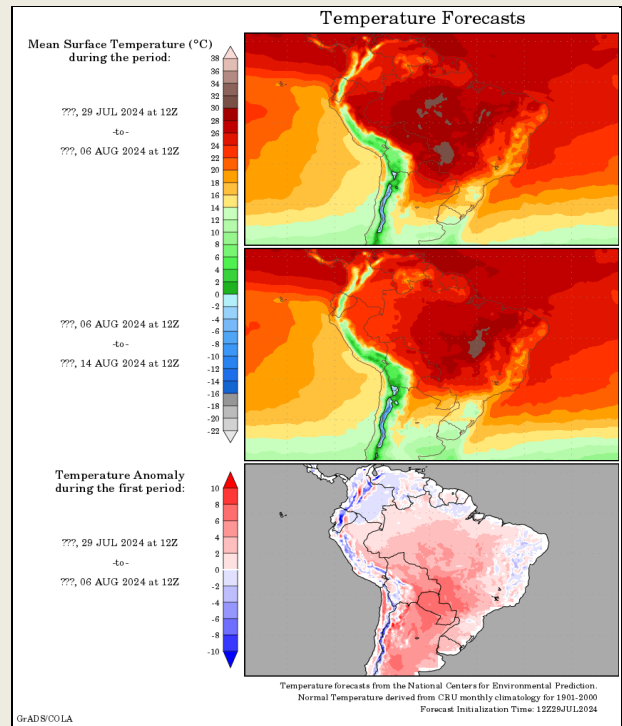 Temperature Forecasts
Mean Surface Temperature (°C)
during the period:
???, 29 JUL 2024 at 12Z
-to-
???, 06 AUG 2024 at 12Z
38
36
34
32
30
28
26
24
22
20
18
16
14
12
10
8
6
4
2
0
-2
-4
-6
-8
-10
-12
-14
-16
-18
-20
-22
???, 06 AUG 2024 at 12Z
-to-
???, 14 AUG 2024 at 12Z
Temperature Anomaly
during the first period:
???, 29 JUL 2024 at 12Z
-to-
???, 06 AUG 2024 at 12Z
10
8
6
4
2
0
-2
-4
-6
-8
-10
Temperature forecasts from the National Centers for Environmental Prediction.
Normal Temperature derived from CRU monthly climatology for 1901-2000
Forecast Initialization Time: 12Z29JUL2024
GrADS/COLA